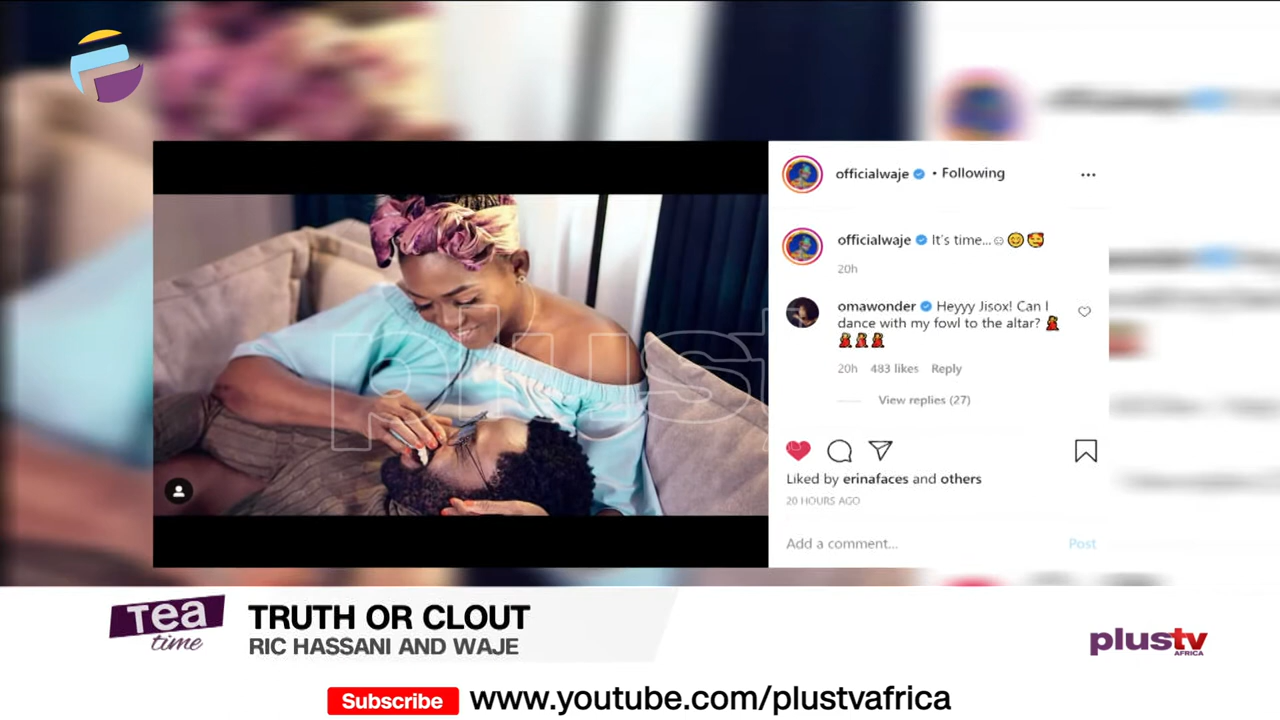 officialwaje • Following
officialwaje It's time...☺😊🥰
20h
omawonder Heyyy Jisox! Can I
dance with my fowl to the altar? 💃
💃💃💃
20h 483 likes Reply
View replies (27)
Liked by erinafaces and others
20 HOURS AGO
Add a comment... Post
plust
Tea
time
TRUTH OR CLOUT
RIC HASSANI AND WAJE
plustv
AFRICA
Subscribe www.youtube.com/plustvafrica